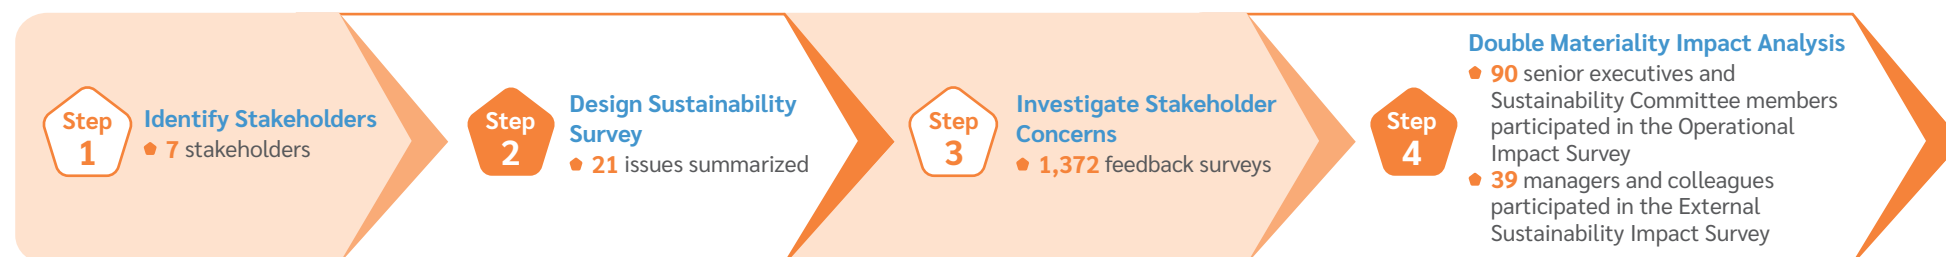 Step
1
Identify Stakeholders
7 stakeholders
Step
2
Design Sustainability
Survey
21 issues summarized
Step
3
Investigate Stakeholder
Concerns
1,372 feedback surveys
Step
4
Double Materiality Impact Analysis
90 senior executives and
Sustainability Committee members
participated in the Operational
Impact Survey
39 managers and colleagues
participated in the External
Sustainability Impact Survey